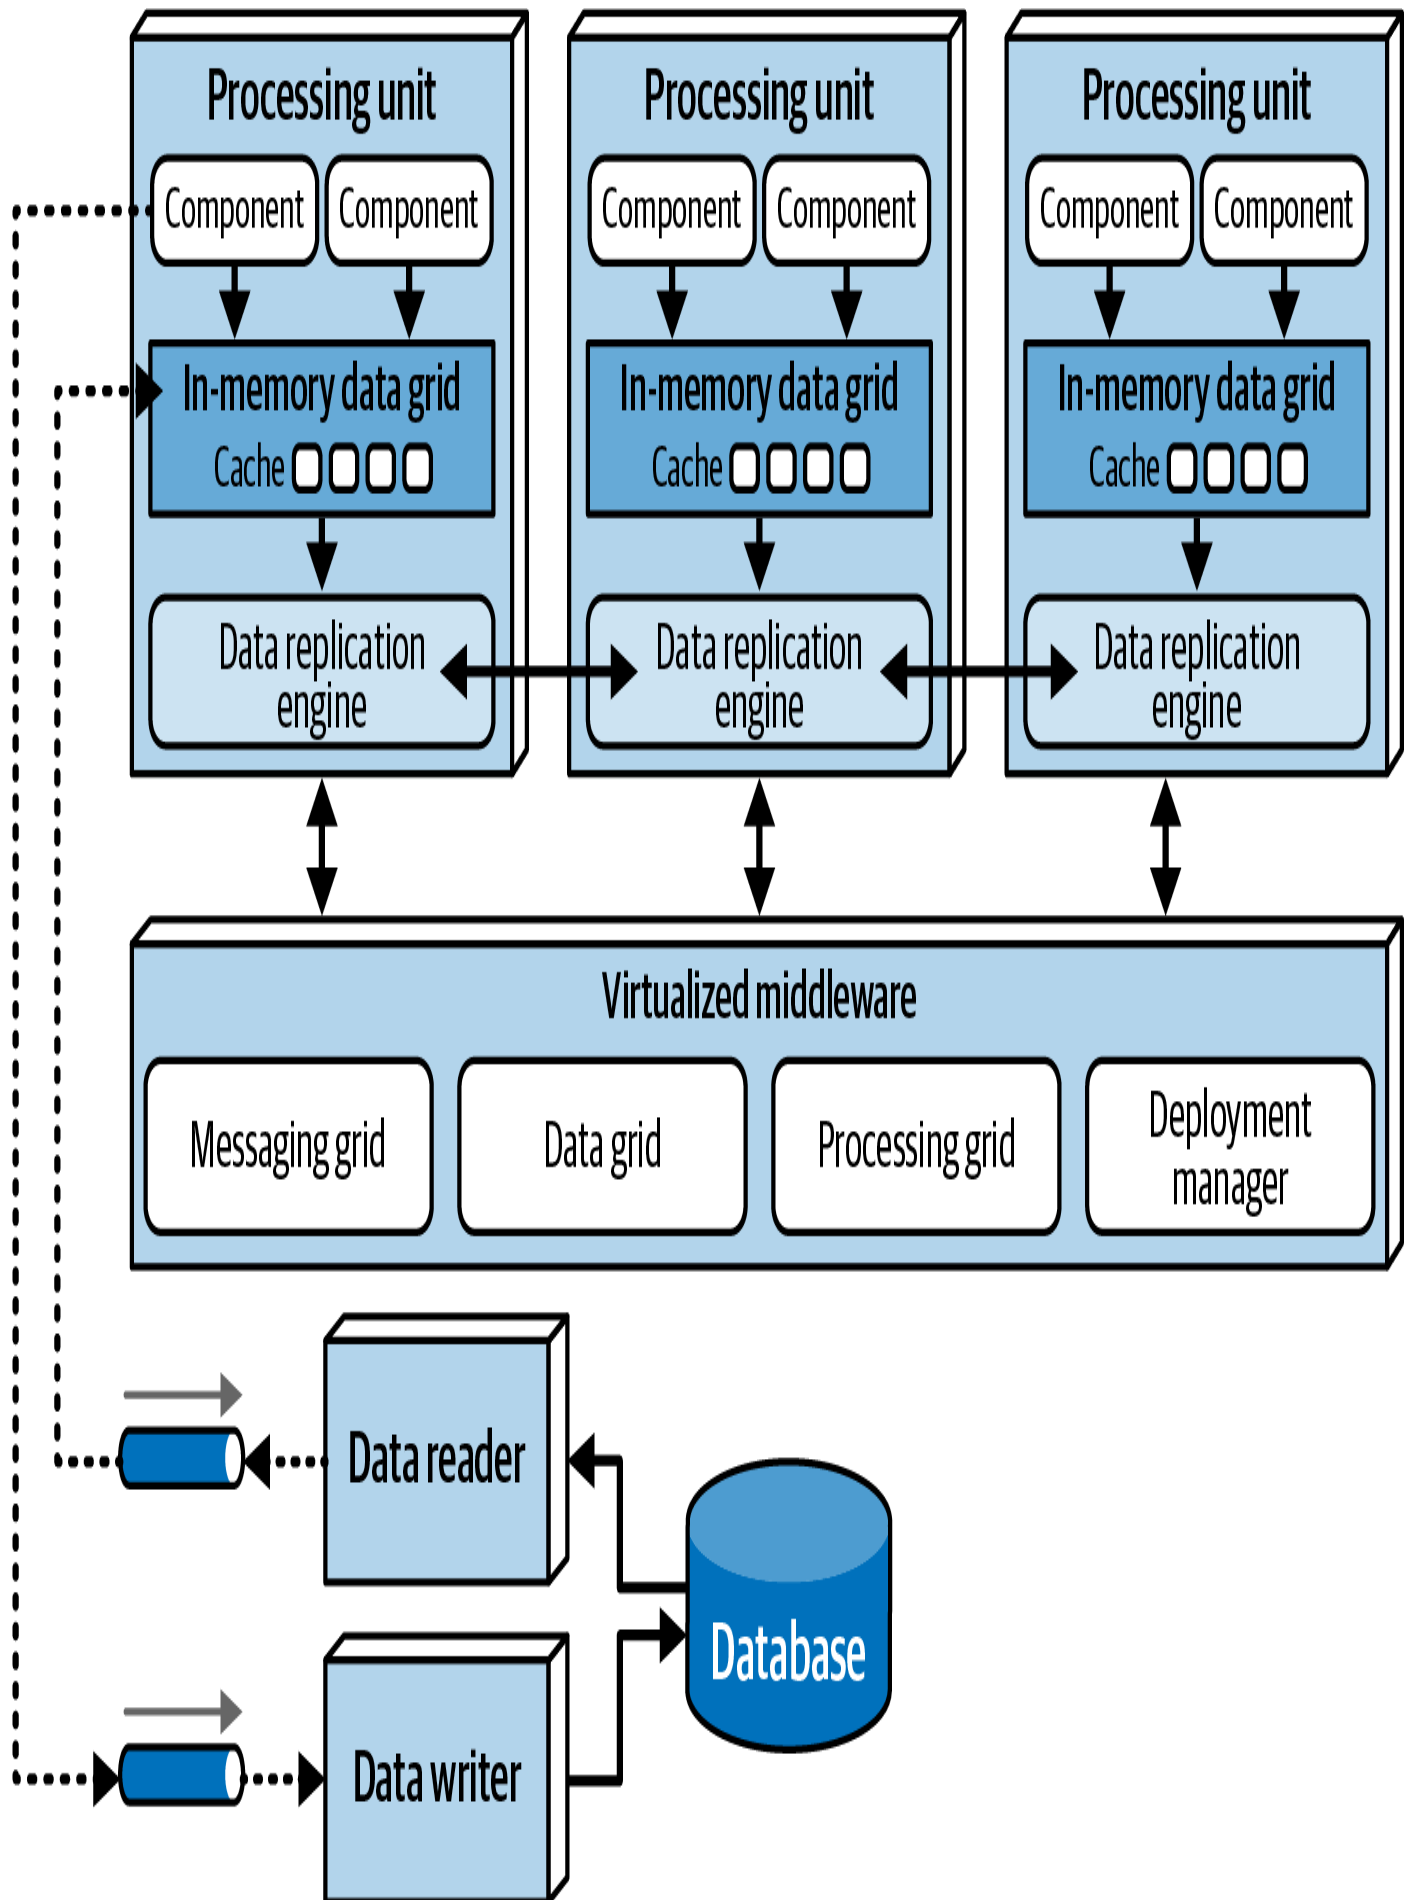 Processing unit
Component
Component
In-memory data grid
Cache
Data replication
engine
Processing unit
Component
Component
In-memory data grid
Cache
Data replication
engine
Processing unit
Component
Component
In-memory data grid
Cache
Data replication
engine
Virtualized middleware
Messaging grid
Data grid
Processing grid
Deployment
manager
Data reader
Database
Data writer